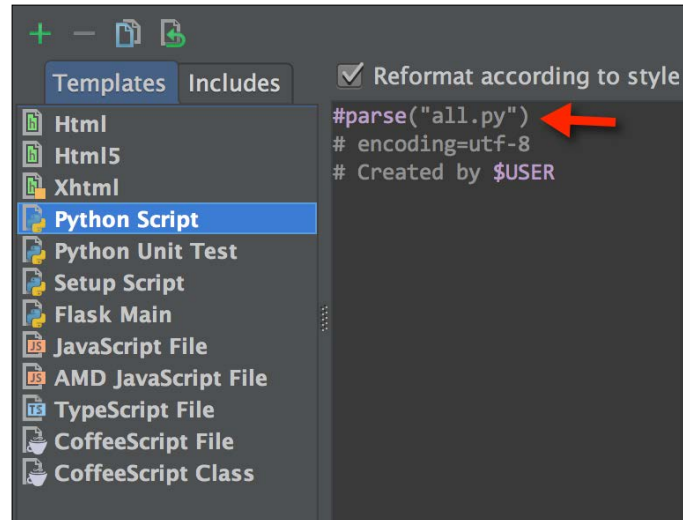 Templates Includes
Reformat according to style
Html
Html5
Xhtml
Python Script
Python Unit Test
Setup Script
Flask Main
JavaScript File
AMD JavaScript File
TypeScript File
CoffeeScript File
CoffeeScript Class
#parse("all.py")
# encoding=utf-8
# Created by $USER